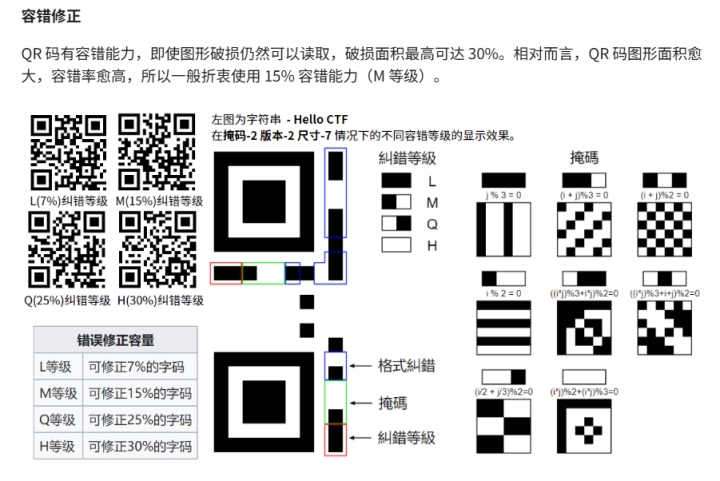 容错修正
QR 码有容错能力，即使图形破损仍然可以读取，破损面积最高可达 30%。相对而言，QR 码图形面积愈
大，容错率愈高，所以一般折衷使用 15% 容错能力（M 等级）。
左图为字符串 - Hello CTF
在掩码-2 版本-2 尺寸-7 情况下的不同容错等级的显示效果。
L(7%)纠错等级
M(15%)纠错等级
Q(25%)纠错等级
H(30%)纠错等级
错误修正容量
L等级 可修正7%的字码
M等级 可修正15%的字码
Q等级 可修正25%的字码
H等级 可修正30%的字码
糾錯等級
L
M
Q
H
格式糾錯
掩碼
糾錯等級
掩碼
j % 3 = 0
(i + j)%3 = 0
(i + j)%2 = 0
i % 2 = 0
((i*j)%3+i*j)%2=0
((i*j)%3+i+j)%2=0
(i/2 + j/3)%2=0
(i*j)%2+(i*j)%3=0